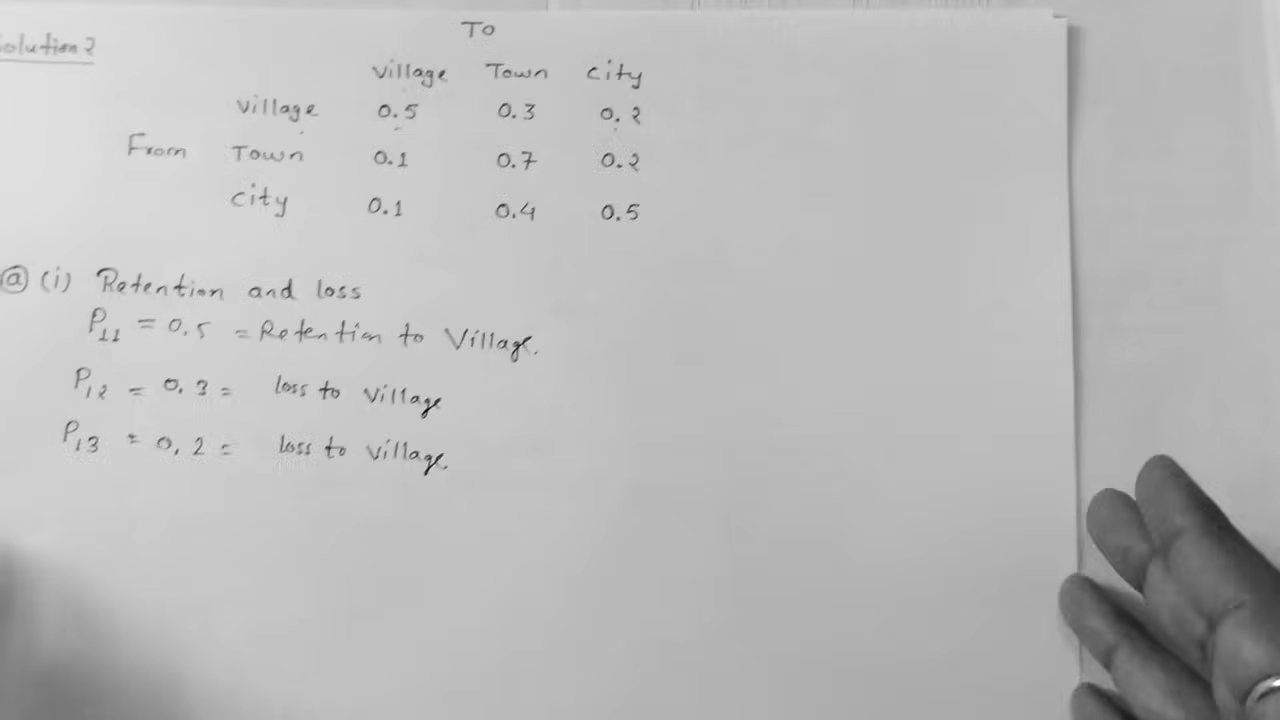 Solution 2
To
Village Town City
Village 0.5 0.3 0.2
From Town 0.1 0.7 0.2
City 0.1 0.4 0.5
ⓐ (i) Retention and loss
P11 = 0.5 = Retention to Village.
P12 = 0.3 = loss to village
P13 = 0.2 = loss to village.